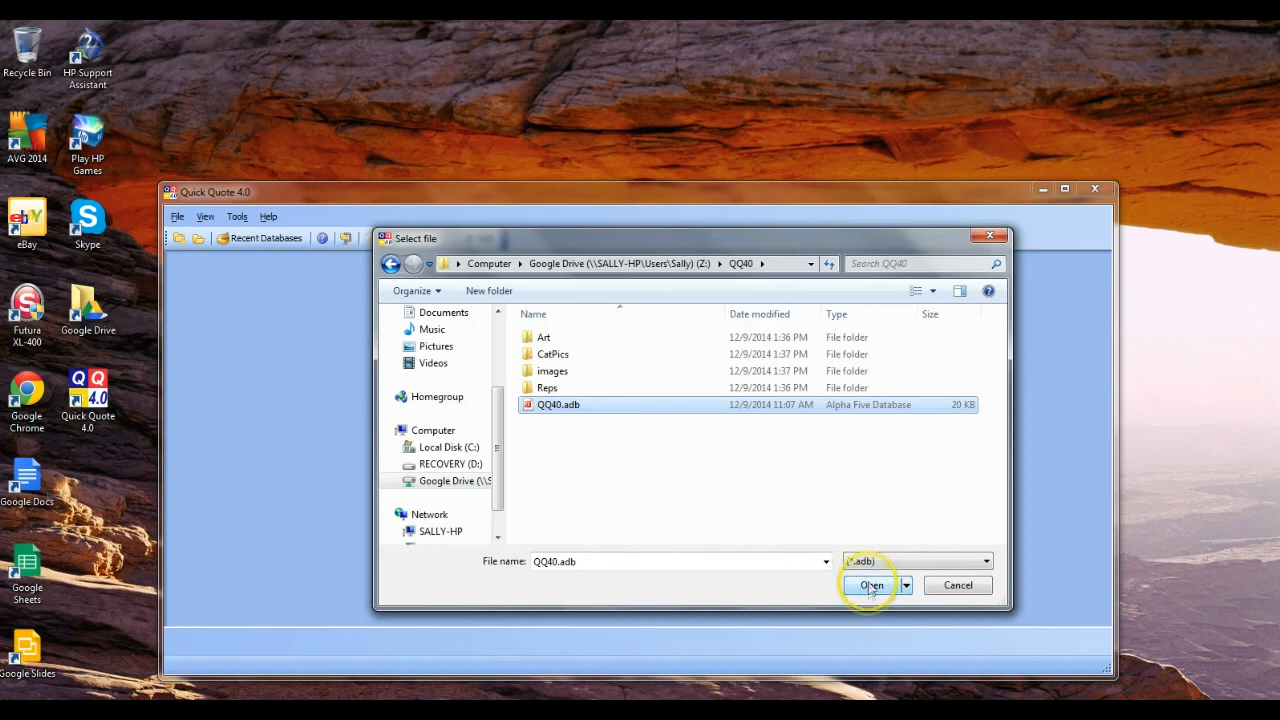 Recycle Bin
HP Support
Assistant
AVG 2014
Play HP
Games
eBay
Skype
Futura
XL-400
Google Drive
Google
Chrome
QQ
4.0
Quick Quote
4.0
Google Docs
Google
Sheets
Google Slides
Quick Quote 4.0
File View Tools Help
Recent Databases
Select file
Computer Google Drive (\\SALLY-HP\Users\Sally) (Z:) QQ40
Search QQ40
Organize New folder
Documents
Music
Pictures
Videos
Homegroup
Computer
Local Disk (C:)
RECOVERY (D:)
Google Drive (\\S
Network
SALLY-HP
Name Date modified Type Size
Art 12/9/2014 1:36 PM File folder
CatPics 12/9/2014 1:37 PM File folder
images 12/9/2014 1:37 PM File folder
Reps 12/9/2014 1:36 PM File folder
QQ40.adb 12/9/2014 11:07 AM Alpha Five Database 20 KB
File name: QQ40.adb
(*.adb)
Open Cancel